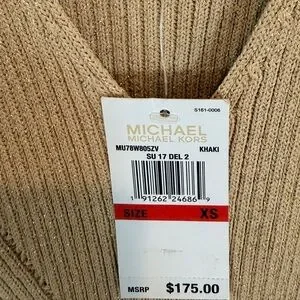 S161-0006
MICHAEL
MICHAEL KORS
MU78W805ZV KHAKI
SU 17 DEL 2
1 91262 24686 9
SIZE XS
MSRP $175.00